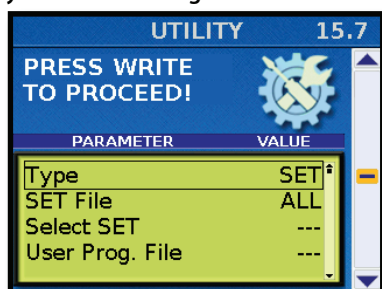 UTILITY 15.7
PRESS WRITE
TO PROCEED!
PARAMETER VALUE
Type SET
SET File ALL
Select SET ---
User Prog. File ---